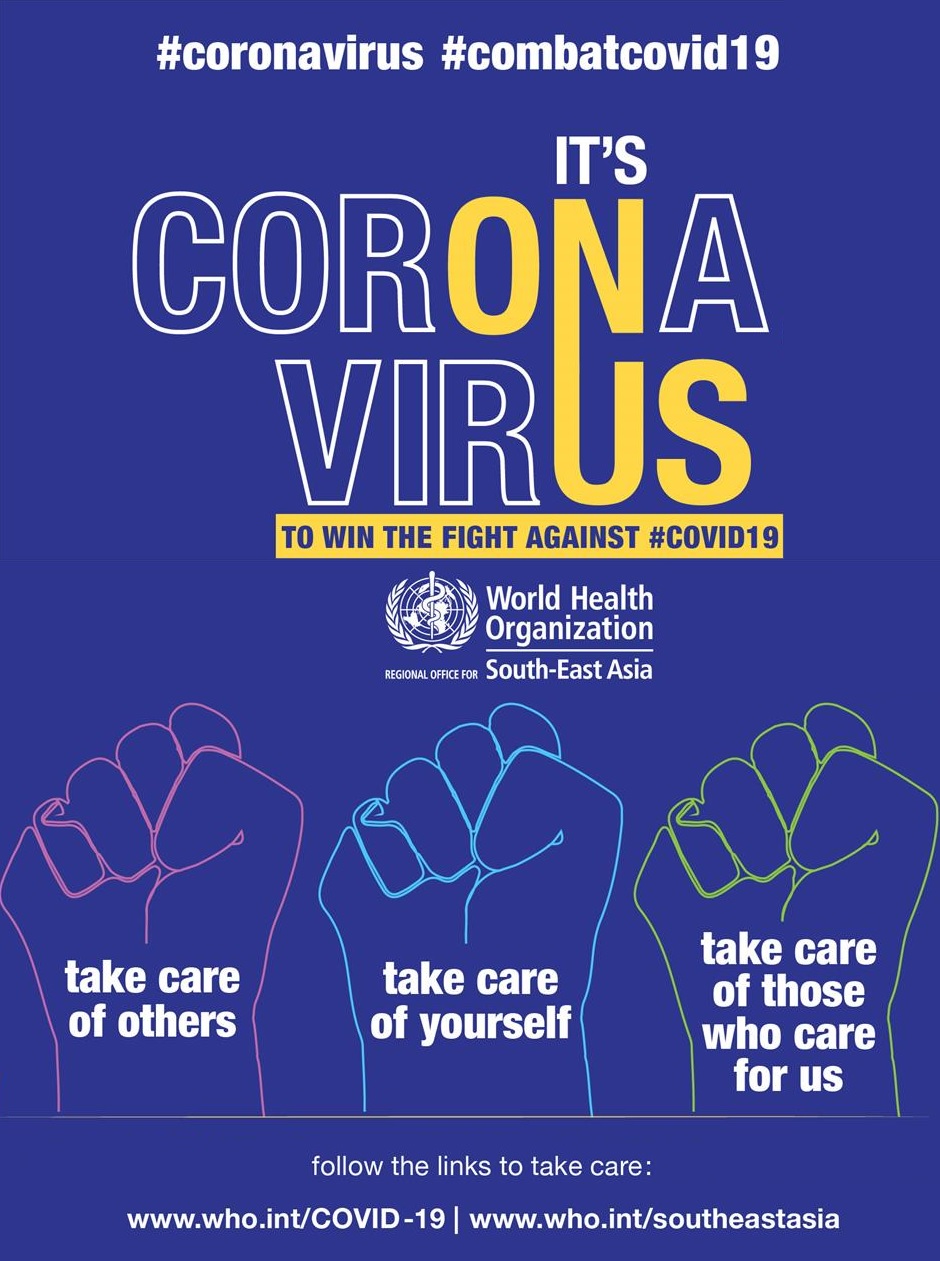 #coronavirus #combatcovid19
IT'S
CORONA
VIRUS
TO WIN THE FIGHT AGAINST #COVID19
World Health
Organization
REGIONAL OFFICE FOR South-East Asia
take care
of others
take care
of yourself
take care
of those
who care
for us
follow the links to take care:
www.who.int/COVID-19 | www.who.int/southeastasia